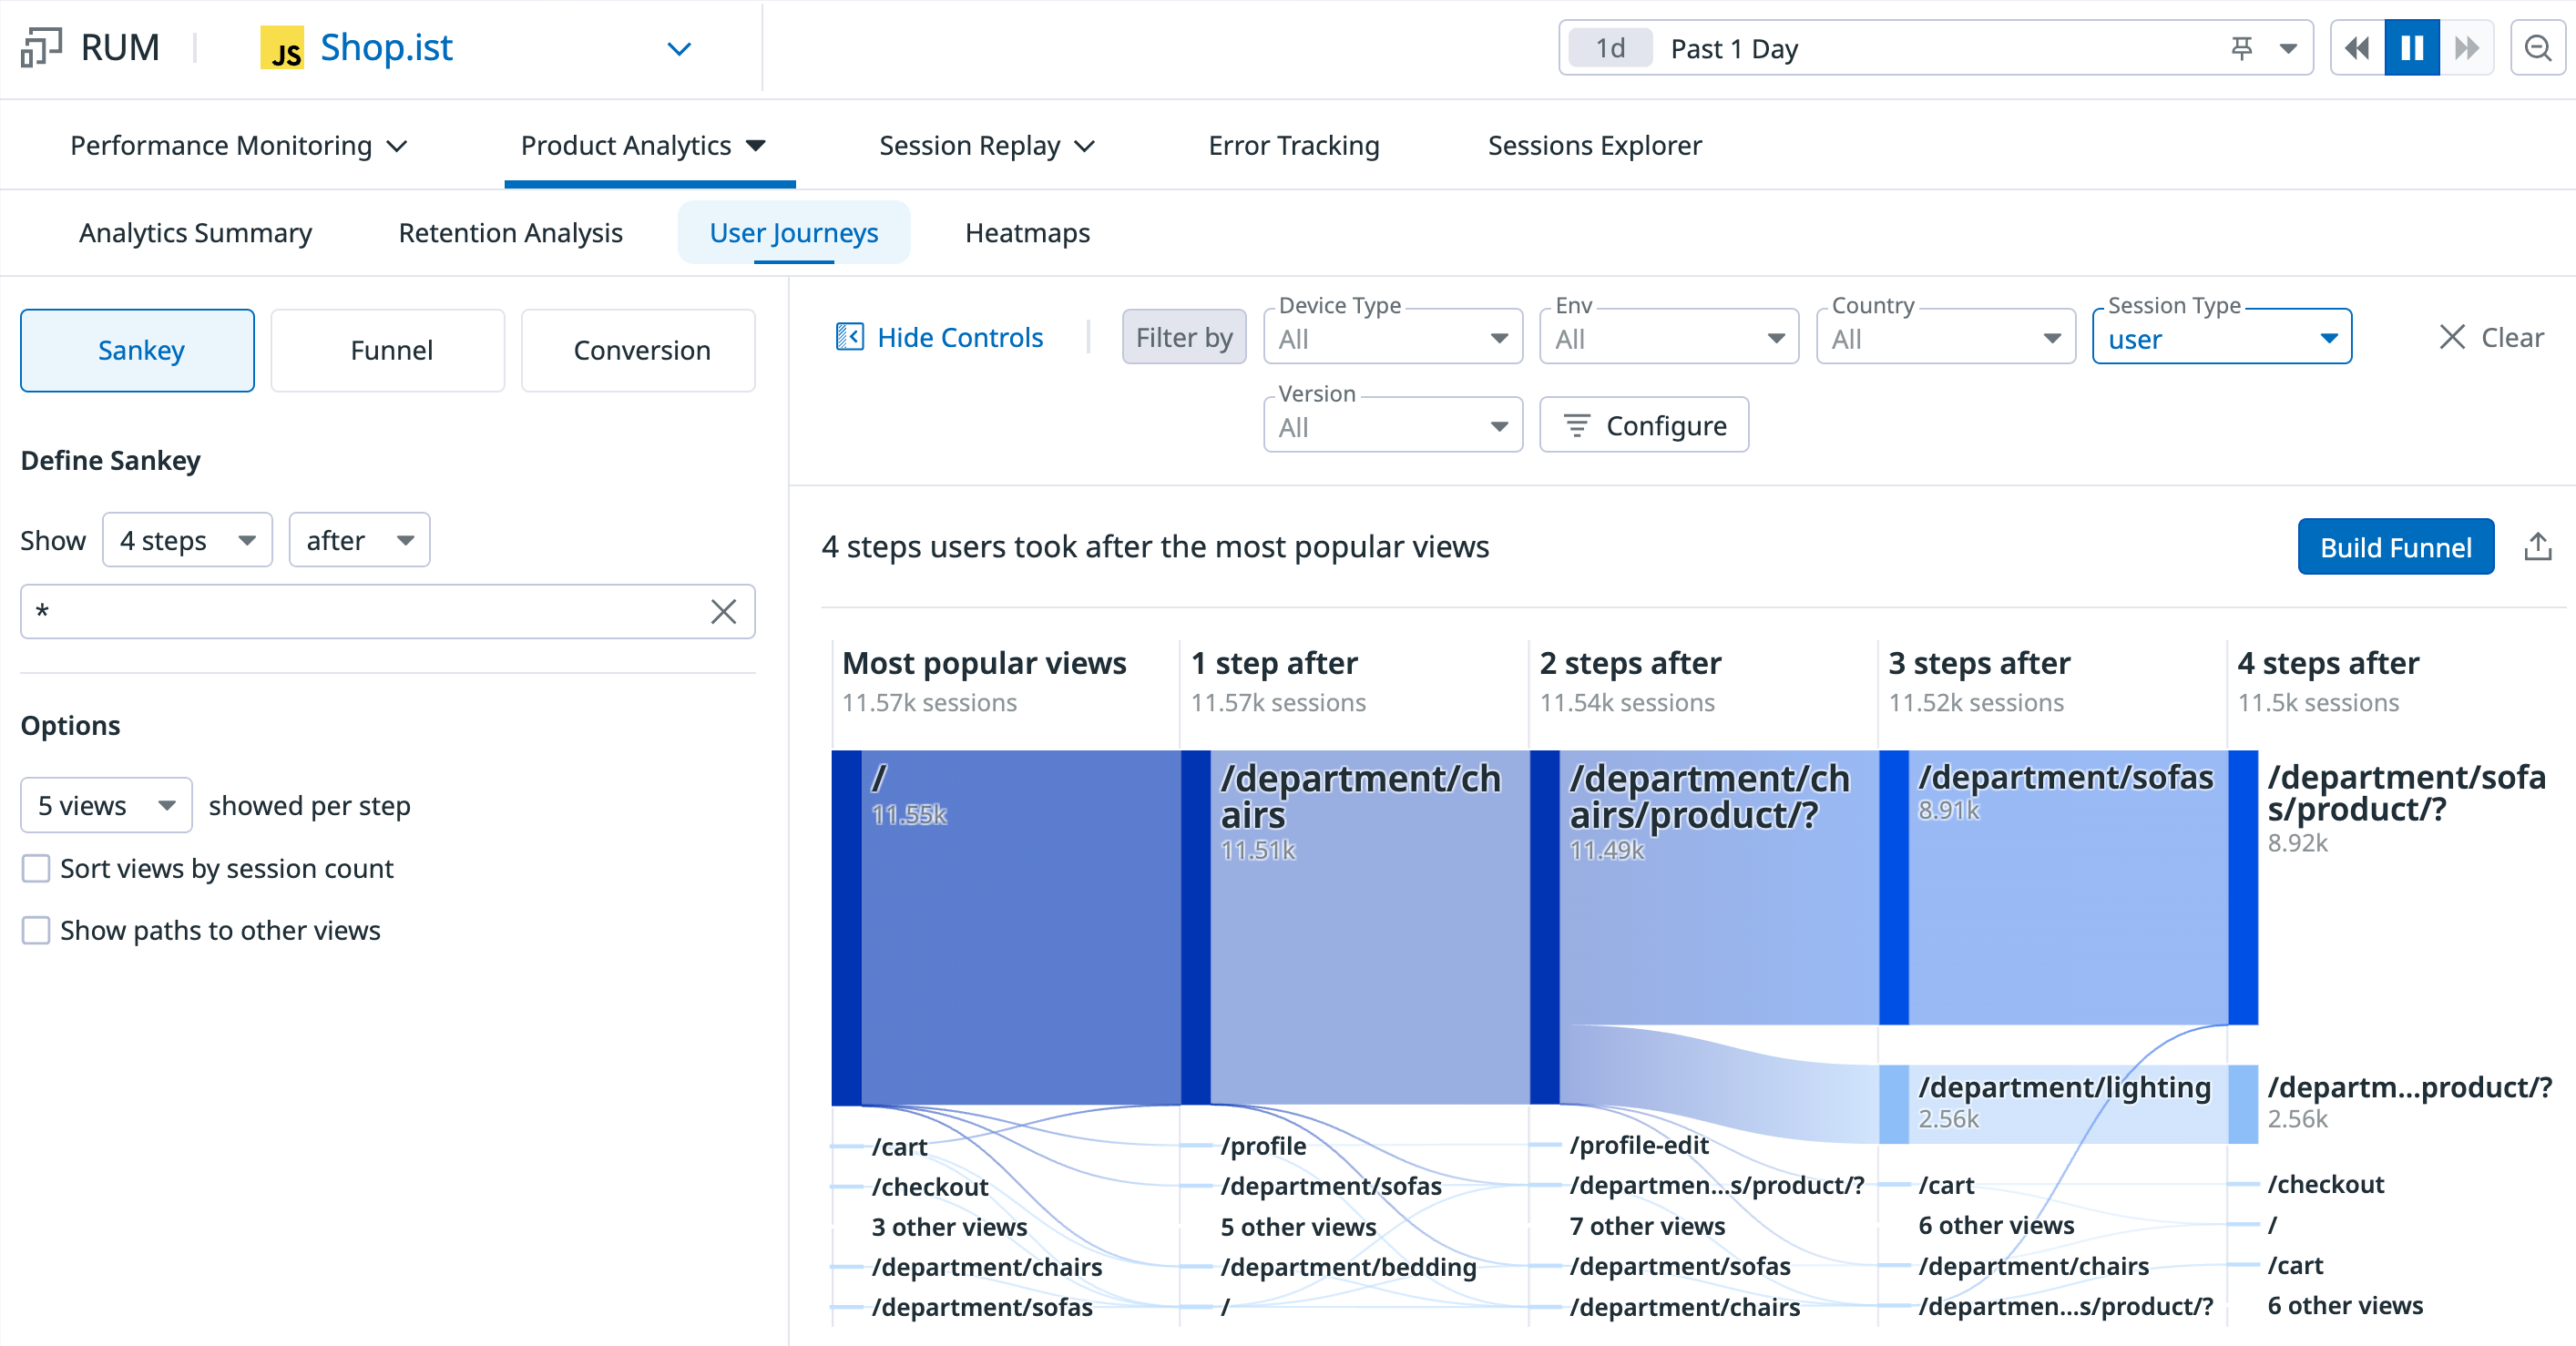 RUM
JS
Shop.ist
1d Past 1 Day
Performance Monitoring
Product Analytics
Session Replay
Error Tracking
Sessions Explorer
Analytics Summary
Retention Analysis
User Journeys
Heatmaps
Sankey
Funnel
Conversion
Define Sankey
Show 4 steps after
*
Options
5 views showed per step
Sort views by session count
Show paths to other views
Hide Controls
Filter by
Device Type
All
Env
All
Country
All
Session Type
user
Clear
Version
All
Configure
4 steps users took after the most popular views
Build Funnel
Most popular views
11.57k sessions
/
11.55k
/cart
/checkout
3 other views
/department/chairs
/department/sofas
1 step after
11.57k sessions
/department/ch
airs
11.51k
/profile
/department/sofas
5 other views
/department/bedding
/
2 steps after
11.54k sessions
/department/ch
airs/product/?
11.49k
/profile-edit
/departmen...s/product/?
7 other views
/department/sofas
/department/chairs
3 steps after
11.52k sessions
/department/sofas
8.91k
/department/lighting
2.56k
/cart
6 other views
/department/chairs
/departmen...s/product/?
4 steps after
11.5k sessions
/department/sofa
s/product/?
8.92k
/departm...product/?
2.56k
/checkout
/
/cart
6 other views